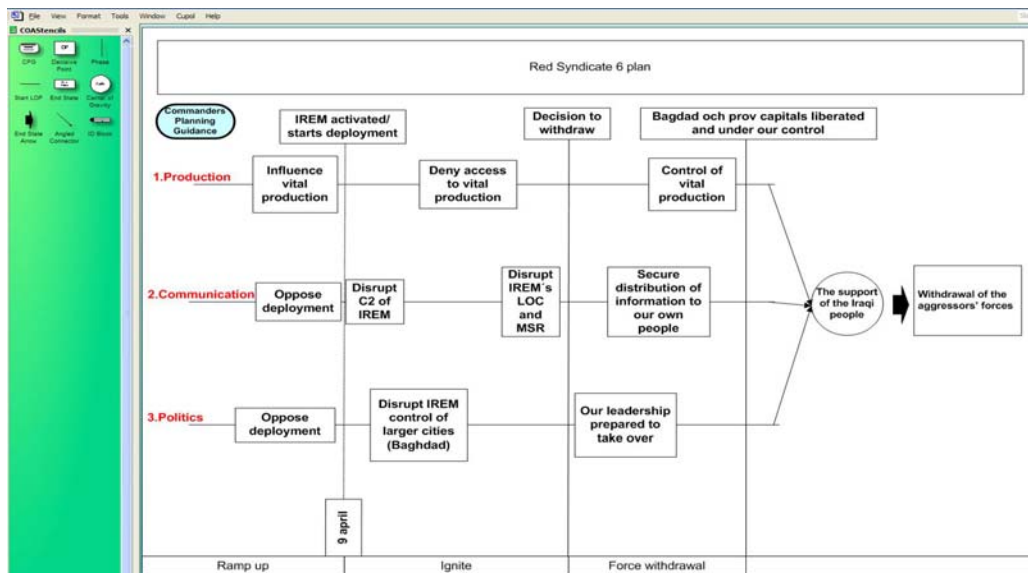 File View Format Tools Window Cupol Help
COAStencils
CPG
Decisive
Point
Phase
Start LOP
End State
Center of
Gravity
End State
Arrow
Angled
Connector
Red Syndicate 6 plan
Commanders
Planning
Guidance
IREM activated/
starts deployment
Decision to
withdraw
Bagdad och prov capitals liberated
and under our control
1.Production
Influence
vital
production
Deny access
to vital
production
Control of
vital
production
2.Communication
Oppose
deployment
Disrupt
C2 of
IREM
Disrupt
IREM´s
LOC
and
MSR
Secure
distribution of
information to
our own
people
The support
of the Iraqi
people
Withdrawal of the
aggressors' forces
3.Politics
Oppose
deployment
Disrupt IREM
control of
larger cities
(Baghdad)
Our leadership
prepared to
take over
9 april
Ramp up
Ignite
Force withdrawal